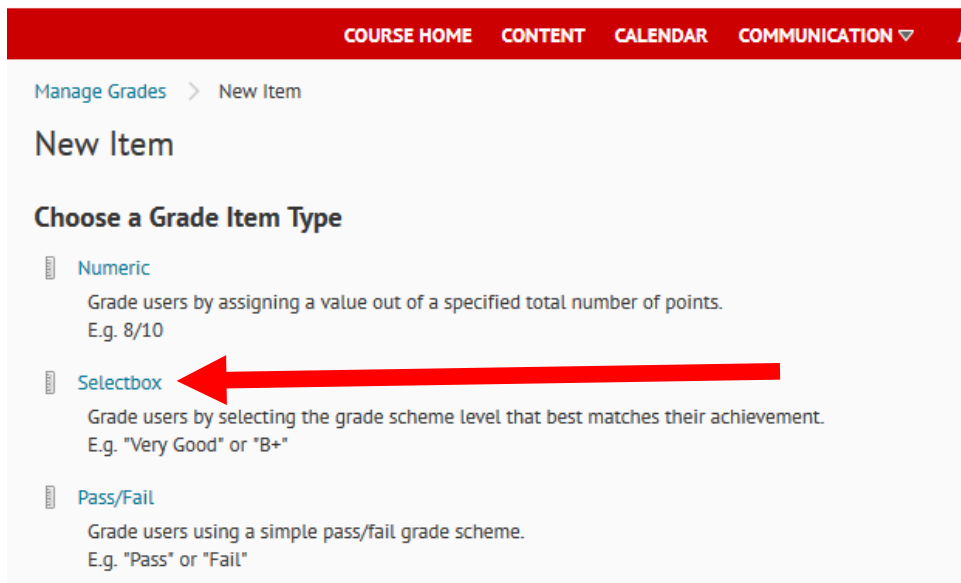 COURSE HOME CONTENT CALENDAR COMMUNICATION
Manage Grades > New Item
New Item
Choose a Grade Item Type
Numeric
Grade users by assigning a value out of a specified total number of points.
E.g. 8/10
Selectbox
Grade users by selecting the grade scheme level that best matches their achievement.
E.g. "Very Good" or "B+"
Pass/Fail
Grade users using a simple pass/fail grade scheme.
E.g. "Pass" or "Fail"